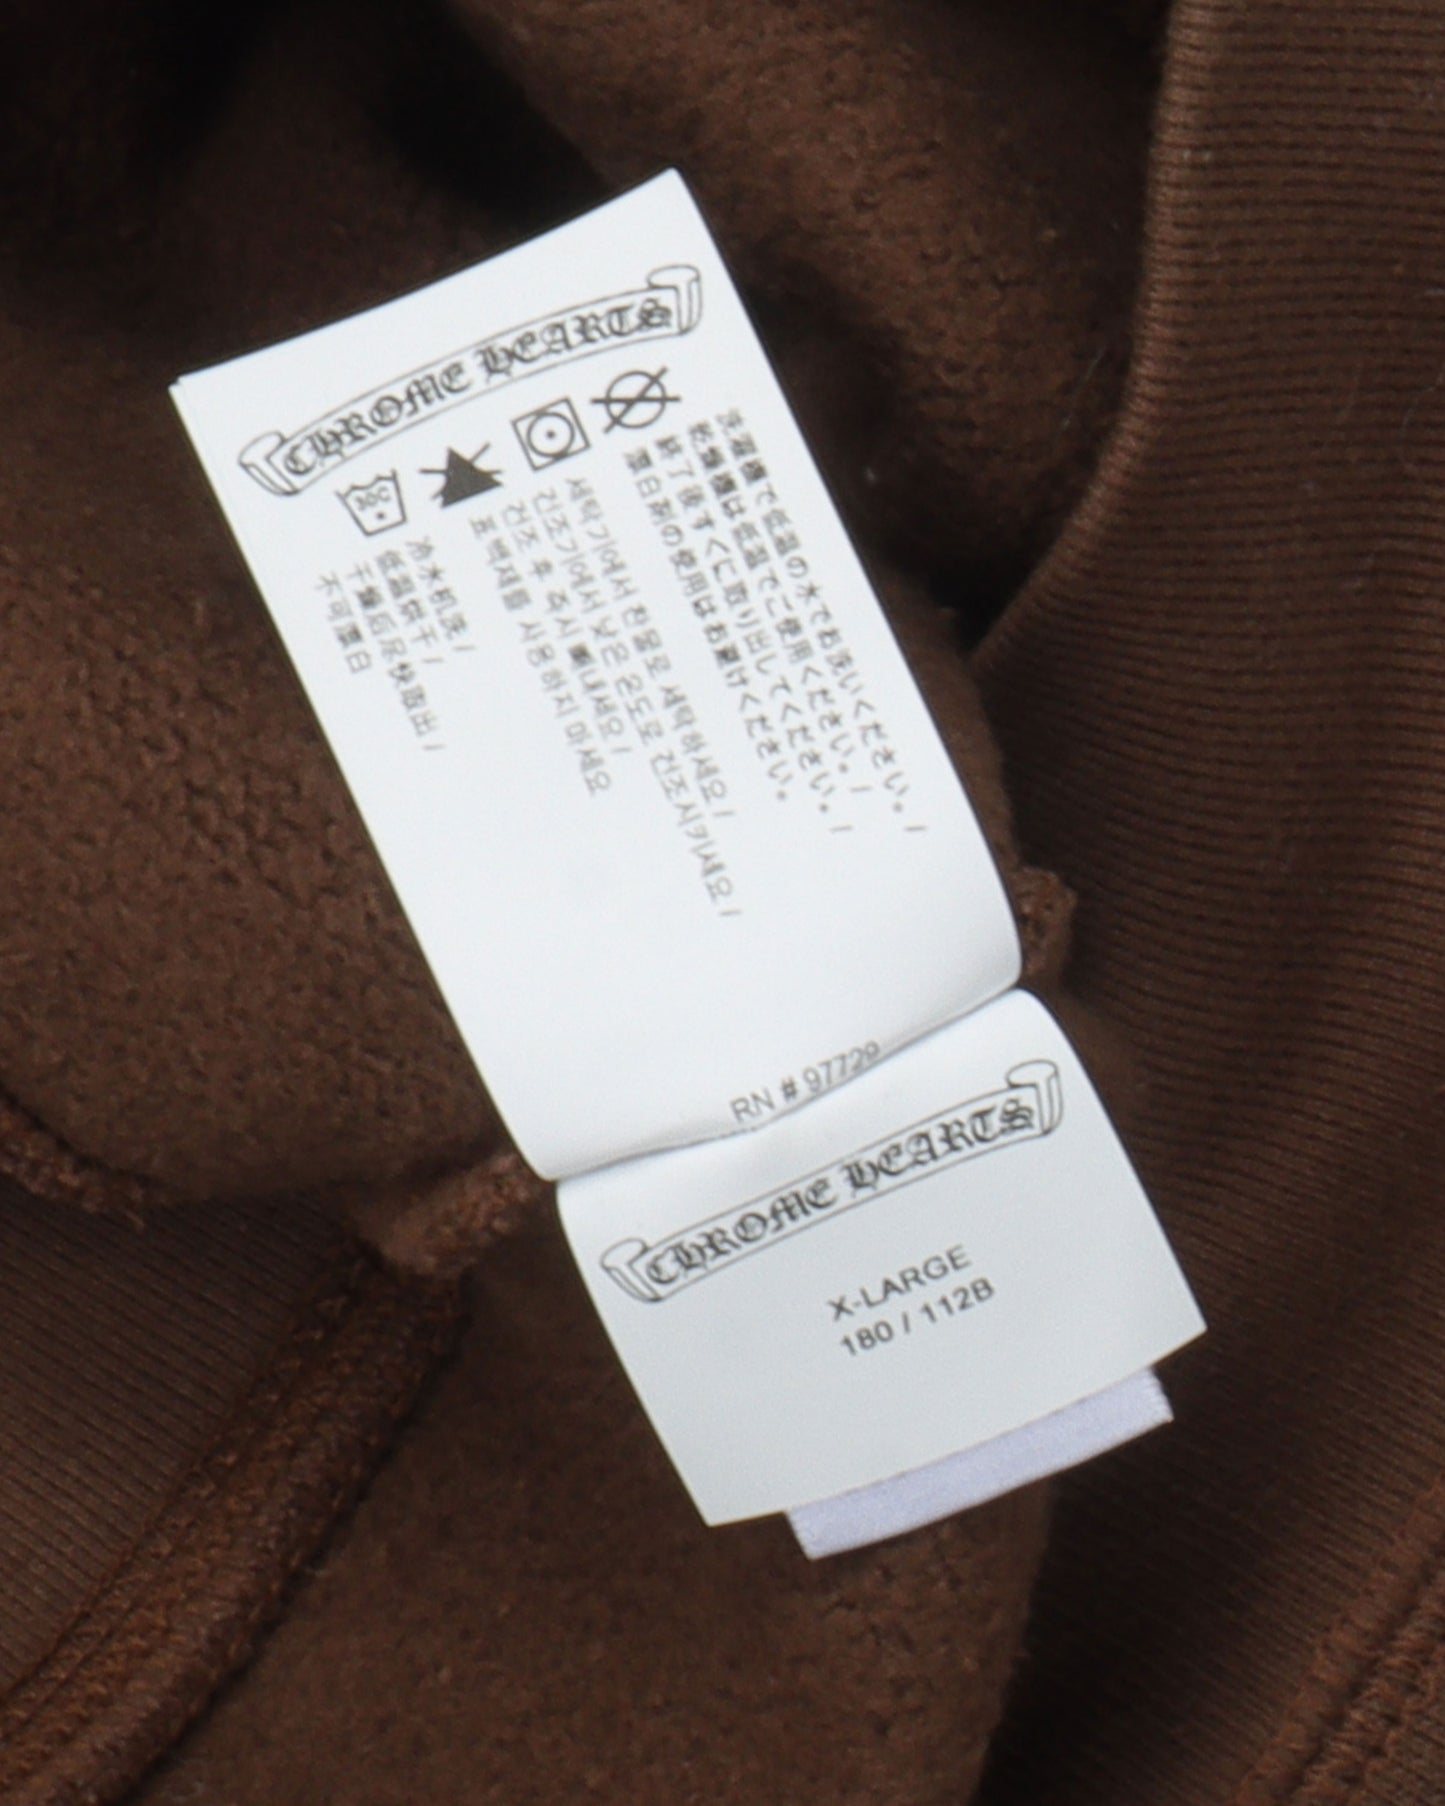 CHROME HEARTS
30C
洗濯機で低温の水でお洗いください。/
乾燥機は低温でご使用ください。/
終了後すぐに取り出してください。/
漂白剤の使用はお避けください。
세탁기에서 찬물로 세탁하세요 /
건조기에서 낮은 온도로 건조시키세요 /
건조 후 즉시 빼내세요 /
표백제를 사용하지 마세요
冷水机洗 /
低温烘干 /
干燥后尽快取出 /
不可漂白
RN # 97729
CHROME HEARTS
X-LARGE
180 / 112B